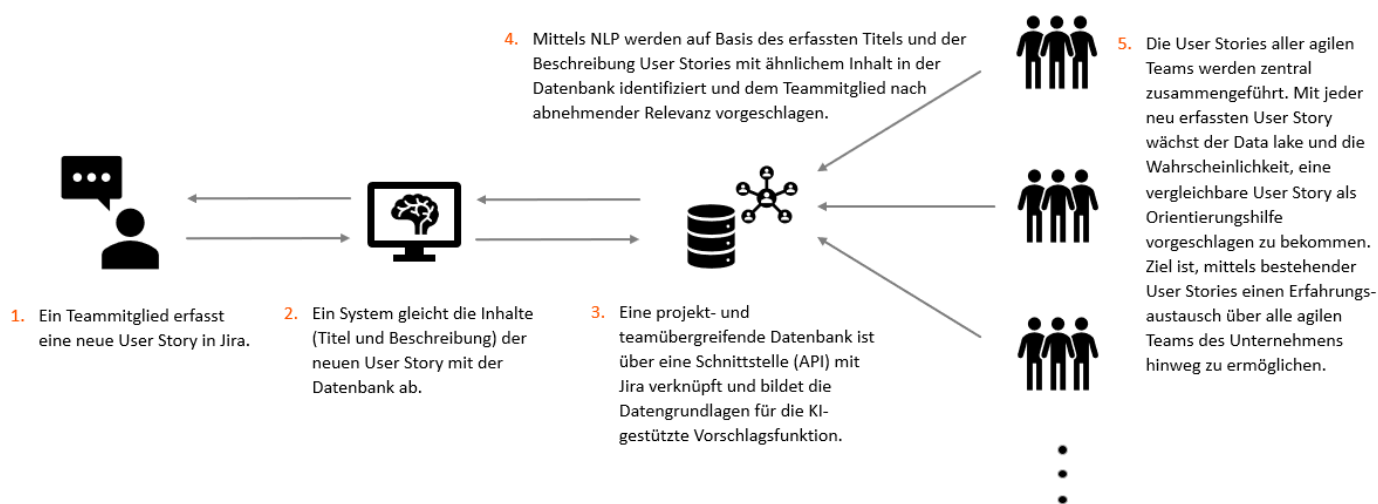 1. Ein Teammitglied erfasst
eine neue User Story in Jira.
2. Ein System gleicht die Inhalte
(Titel und Beschreibung) der
neuen User Story mit der
Datenbank ab.
3. Eine projekt- und
teamübergreifende Datenbank ist
über eine Schnittstelle (API) mit
Jira verknüpft und bildet die
Datengrundlagen für die KI-
gestützte Vorschlagsfunktion.
4. Mittels NLP werden auf Basis des erfassten Titels und der
Beschreibung User Stories mit ähnlichem Inhalt in der
Datenbank identifiziert und dem Teammitglied nach
abnehmender Relevanz vorgeschlagen.
5. Die User Stories aller agilen
Teams werden zentral
zusammengeführt. Mit jeder
neu erfassten User Story
wächst der Data lake und die
Wahrscheinlichkeit, eine
vergleichbare User Story als
Orientierungshilfe
vorgeschlagen zu bekommen.
Ziel ist, mittels bestehender
User Stories einen Erfahrungs-
austausch über alle agilen
Teams des Unternehmens
hinweg zu ermöglichen.